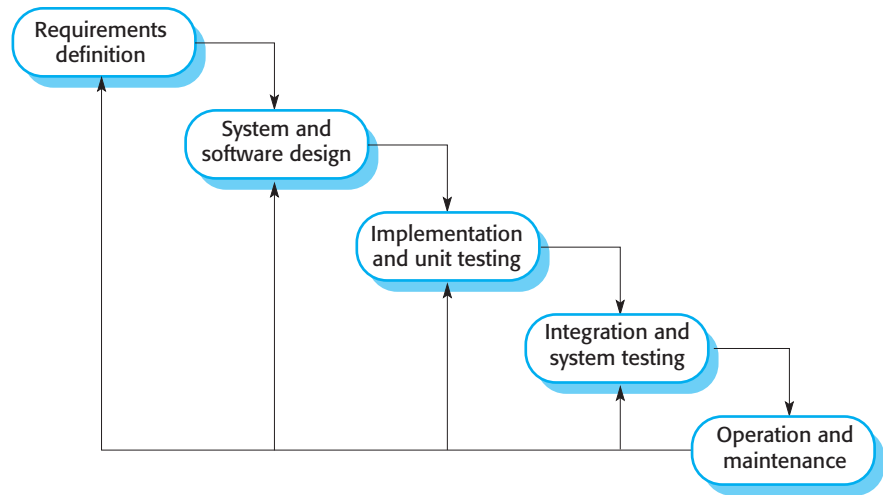 Requirements
definition
System and
software design
Implementation
and unit testing
Integration and
system testing
Operation and
maintenance